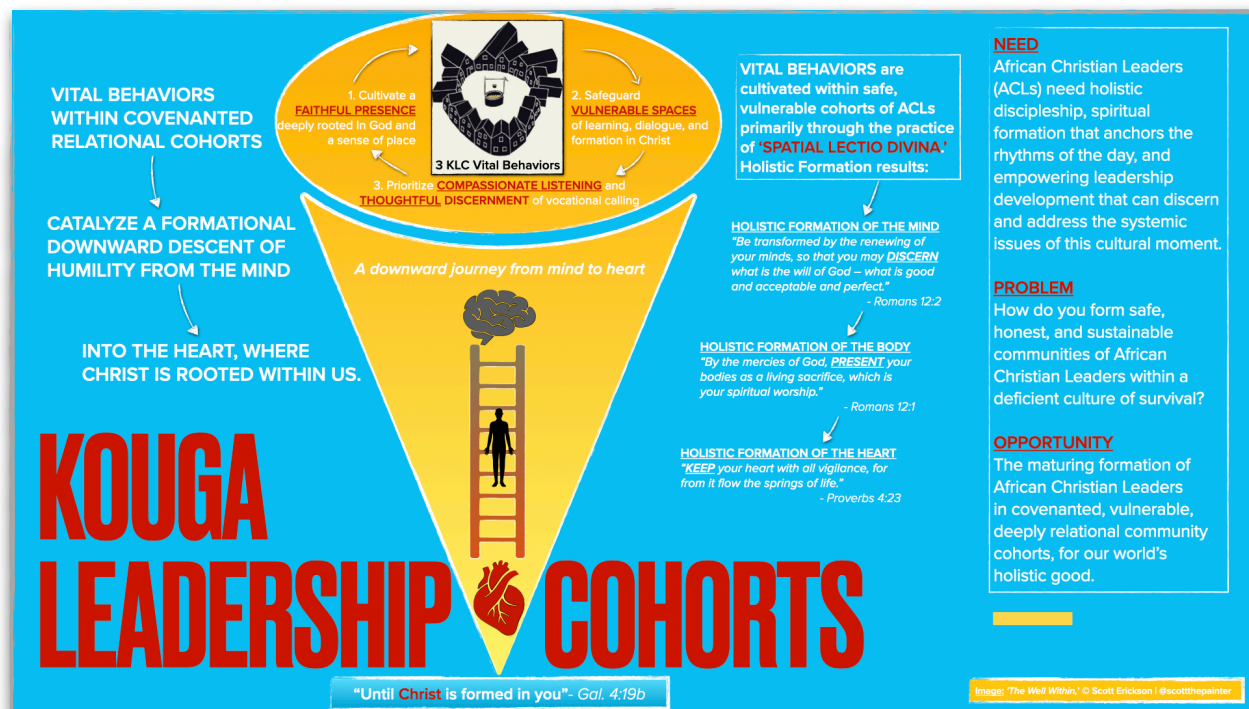 VITAL BEHAVIORS
WITHIN COVENANTED
RELATIONAL COHORTS
CATALYZE A FORMATIONAL
DOWNWARD DESCENT OF
HUMILITY FROM THE MIND
INTO THE HEART, WHERE
CHRIST IS ROOTED WITHIN US.
1. Cultivate a
FAITHFUL PRESENCE
deeply rooted in God and
a sense of place
2. Safeguard
VULNERABLE SPACES
of learning, dialogue, and
formation in Christ
3 KLC Vital Behaviors
3. Prioritize COMPASSIONATE LISTENING and
THOUGHTFUL DISCERNMENT of vocational calling
A downward journey from mind to heart
KOUGA
LEADERSHIP COHORTS
"Until Christ is formed in you"- Gal. 4:19b
VITAL BEHAVIORS are
cultivated within safe,
vulnerable cohorts of ACLs
primarily through the practice
of 'SPATIAL LECTIO DIVINA.'
Holistic Formation results:
HOLISTIC FORMATION OF THE MIND
"Be transformed by the renewing of
your minds, so that you may DISCERN
what is the will of God – what is good
and acceptable and perfect."
- Romans 12:2
HOLISTIC FORMATION OF THE BODY
"By the mercies of God, PRESENT your
bodies as a living sacrifice, which is
your spiritual worship."
- Romans 12:1
HOLISTIC FORMATION OF THE HEART
"KEEP your heart with all vigilance, for
from it flow the springs of life."
- Proverbs 4:23
NEED
African Christian Leaders
(ACLs) need holistic
discipleship, spiritual
formation that anchors the
rhythms of the day, and
empowering leadership
development that can discern
and address the systemic
issues of this cultural moment.
PROBLEM
How do you form safe,
honest, and sustainable
communities of African
Christian Leaders within a
deficient culture of survival?
OPPORTUNITY
The maturing formation of
African Christian Leaders
in covenanted, vulnerable,
deeply relational community
cohorts, for our world's
holistic good.
Image: 'The Well Within,' © Scott Erickson | @scottthepainter